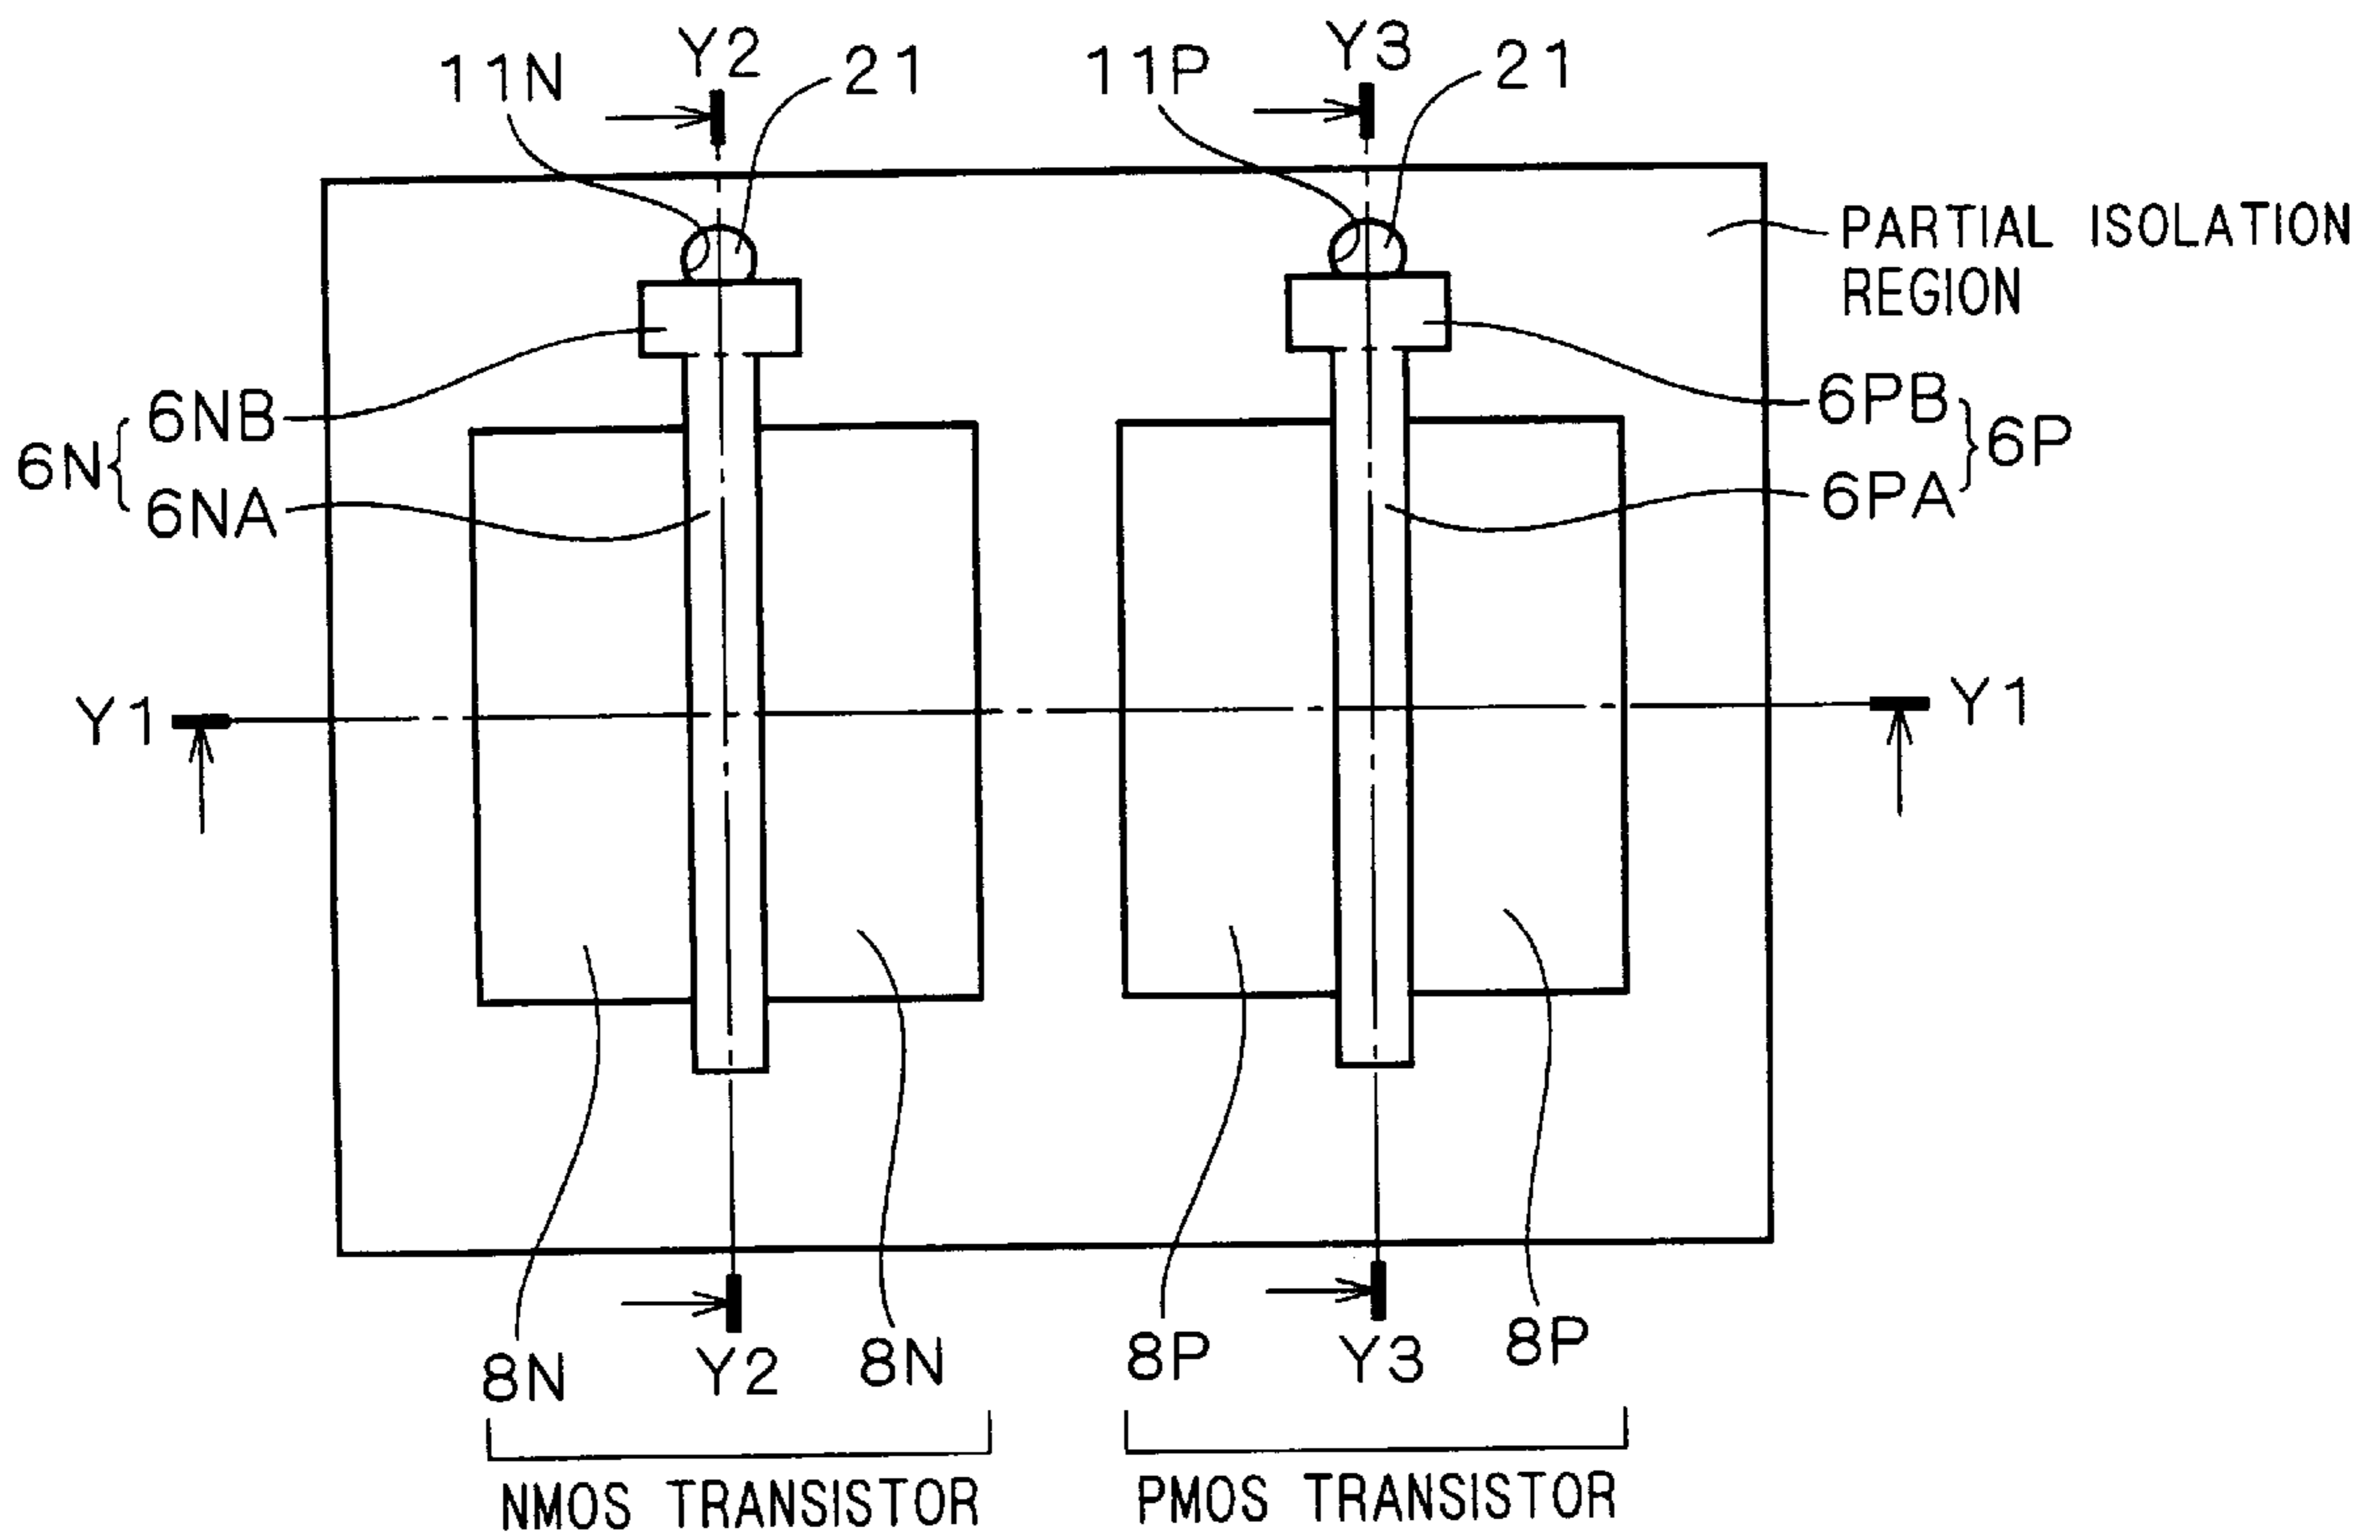 11N Y2 21 11P Y3 21
PARTIAL ISOLATION
REGION
6NB 6PB
6N 6P
6NA 6PA
Y1 Y1
8N Y2 8N 8P Y3 8P
NMOS TRANSISTOR PMOS TRANSISTOR